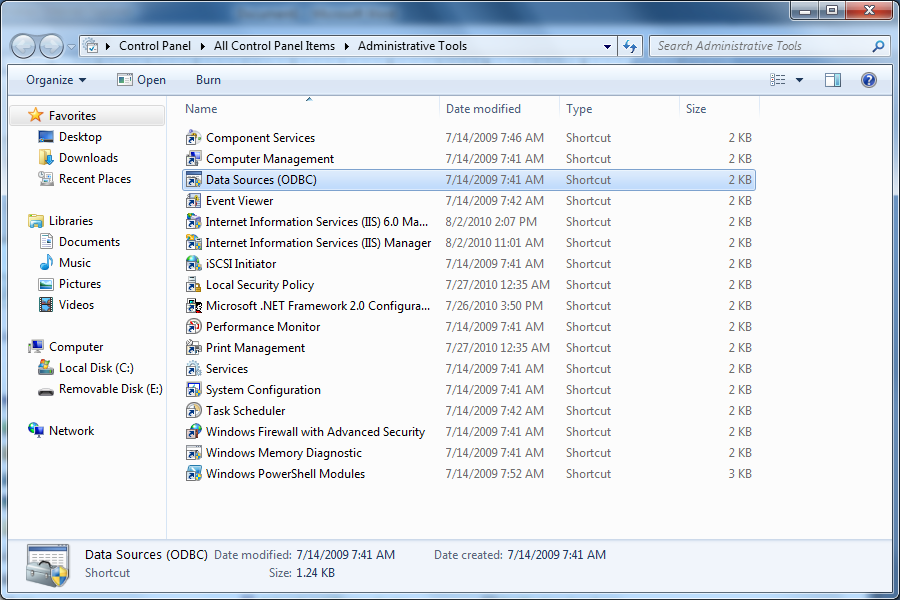 Control Panel Al Control Panel Items Administrative Tools Search Administrative Tools
Organize Open Burn
Name Date modified Type Size
Favorites
Desktop
Downloads
Recent Places
Libraries
Documents
Music
Pictures
Videos
Computer
Local Disk (C:)
Removable Disk (E:)
Network
Component Services 7/14/2009 7:46 AM Shortcut 2 KB
Computer Management 7/14/2009 7:41 AM Shortcut 2 KB
Data Sources (ODBC) 7/14/2009 7:41 AM Shortcut 2 KB
Event Viewer 7/14/2009 7:42 AM Shortcut 2 KB
Internet Information Services (IIS) 6.0 Ma... 8/2/2010 2:07 PM Shortcut 2 KB
Internet Information Services (IIS) Manager 8/2/2010 11:01 AM Shortcut 2 KB
iSCSI Initiator 7/14/2009 7:41 AM Shortcut 2 KB
Local Security Policy 7/27/2010 12:35 AM Shortcut 2 KB
Microsoft .NET Framework 2.0 Configura... 7/26/2010 3:50 PM Shortcut 2 KB
Performance Monitor 7/14/2009 7:41 AM Shortcut 2 KB
Print Management 7/27/2010 12:35 AM Shortcut 2 KB
Services 7/14/2009 7:41 AM Shortcut 2 KB
System Configuration 7/14/2009 7:41 AM Shortcut 2 KB
Task Scheduler 7/14/2009 7:42 AM Shortcut 2 KB
Windows Firewall with Advanced Security 7/14/2009 7:41 AM Shortcut 2 KB
Windows Memory Diagnostic 7/14/2009 7:41 AM Shortcut 2 KB
Windows PowerShell Modules 7/14/2009 7:52 AM Shortcut 3 KB
Data Sources (ODBC) Date modified: 7/14/2009 7:41 AM Date created: 7/14/2009 7:41 AM
Shortcut Size: 1.24 KB